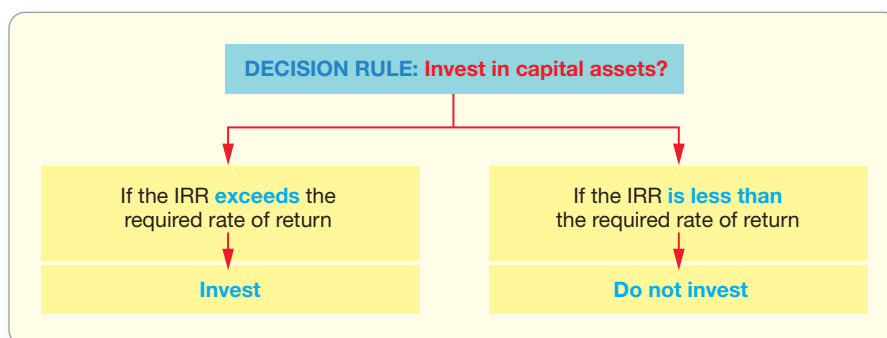 DECISION RULE: Invest in capital assets?
If the IRR exceeds the
required rate of return
Invest
If the IRR is less than
the required rate of return
Do not invest